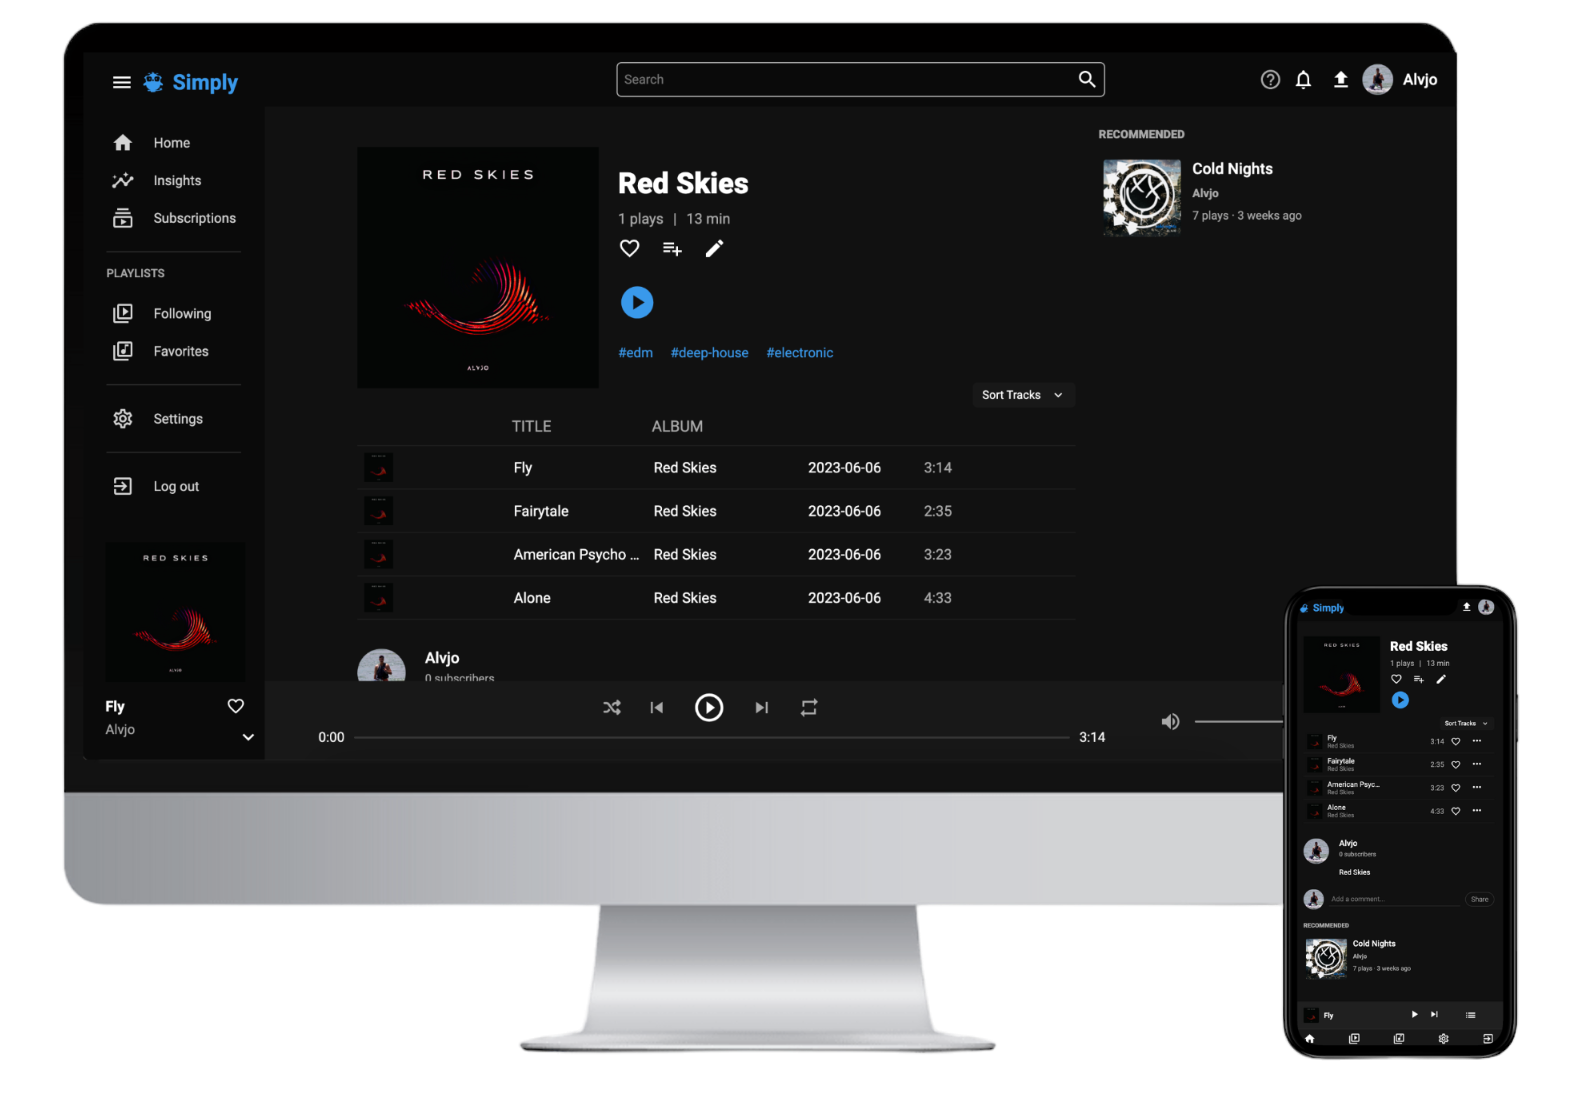 Simply
Search
Alvjo
Home
Insights
Subscriptions
PLAYLISTS
Following
Favorites
Settings
Log out
RED SKIES
ALVJO
Fly
Alvjo
RED SKIES
ALVJO
Red Skies
1 plays | 13 min
#edm #deep-house #electronic
Sort Tracks
TITLE ALBUM
Fly Red Skies 2023-06-06 3:14
Fairytale Red Skies 2023-06-06 2:35
American Psycho ... Red Skies 2023-06-06 3:23
Alone Red Skies 2023-06-06 4:33
Alvjo
0 subscribers
0:00 3:14
RECOMMENDED
Cold Nights
Alvjo
7 plays · 3 weeks ago
Simply
RED SKIES
Red Skies
1 plays | 13 min
Sort Tracks
Fly
Red Skies
3:14
Fairytale
Red Skies
2:35
American Psyc...
Red Skies
3:23
Alone
Red Skies
4:33
Alvjo
0 subscribers
Red Skies
Add a comment...
Share
RECOMMENDED
Cold Nights
Alvjo
7 plays · 3 weeks ago
Fly